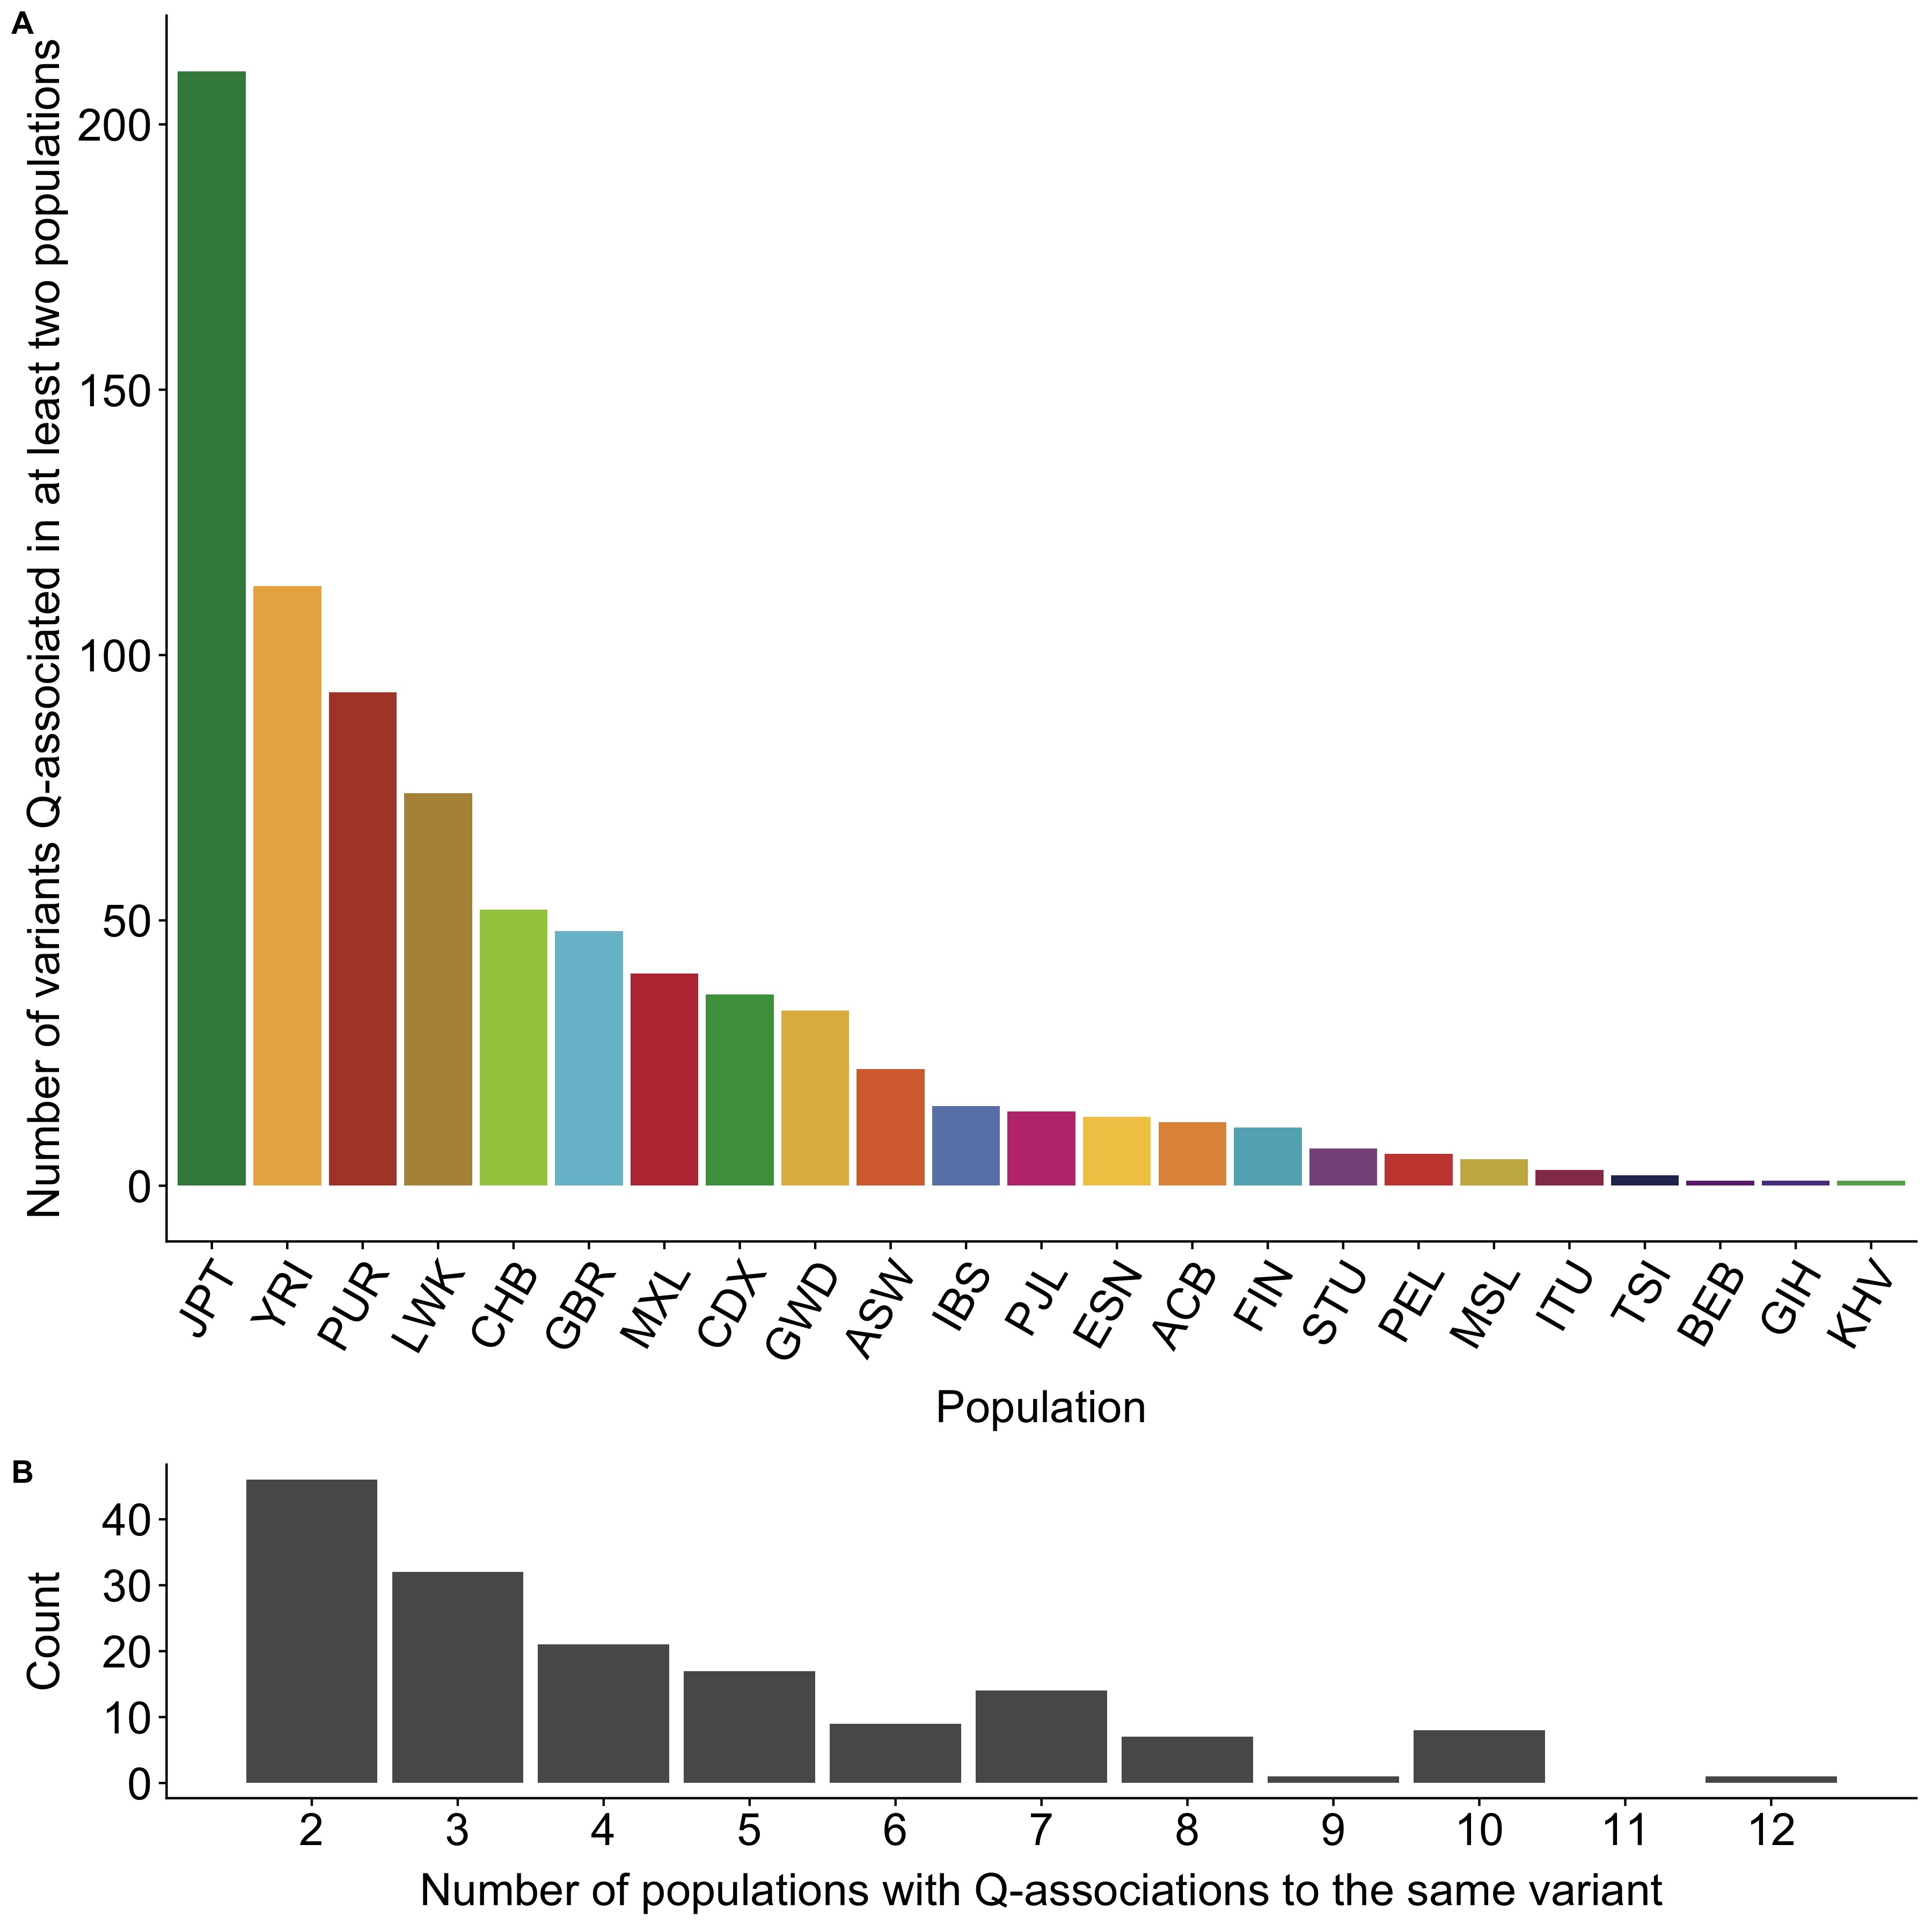 A
Number of variants Q-associated in at least two populations
200
150
100
50
0
JPT YRI PUR LWK CHB GBR MXL CDX GWD ASW IBS PJL ESN ACB FIN STU PEL MSL ITU TSI BEB GIH KHV
Population
B
Count
40
30
20
10
0
2 3 4 5 6 7 8 9 10 11 12
Number of populations with Q-associations to the same variant